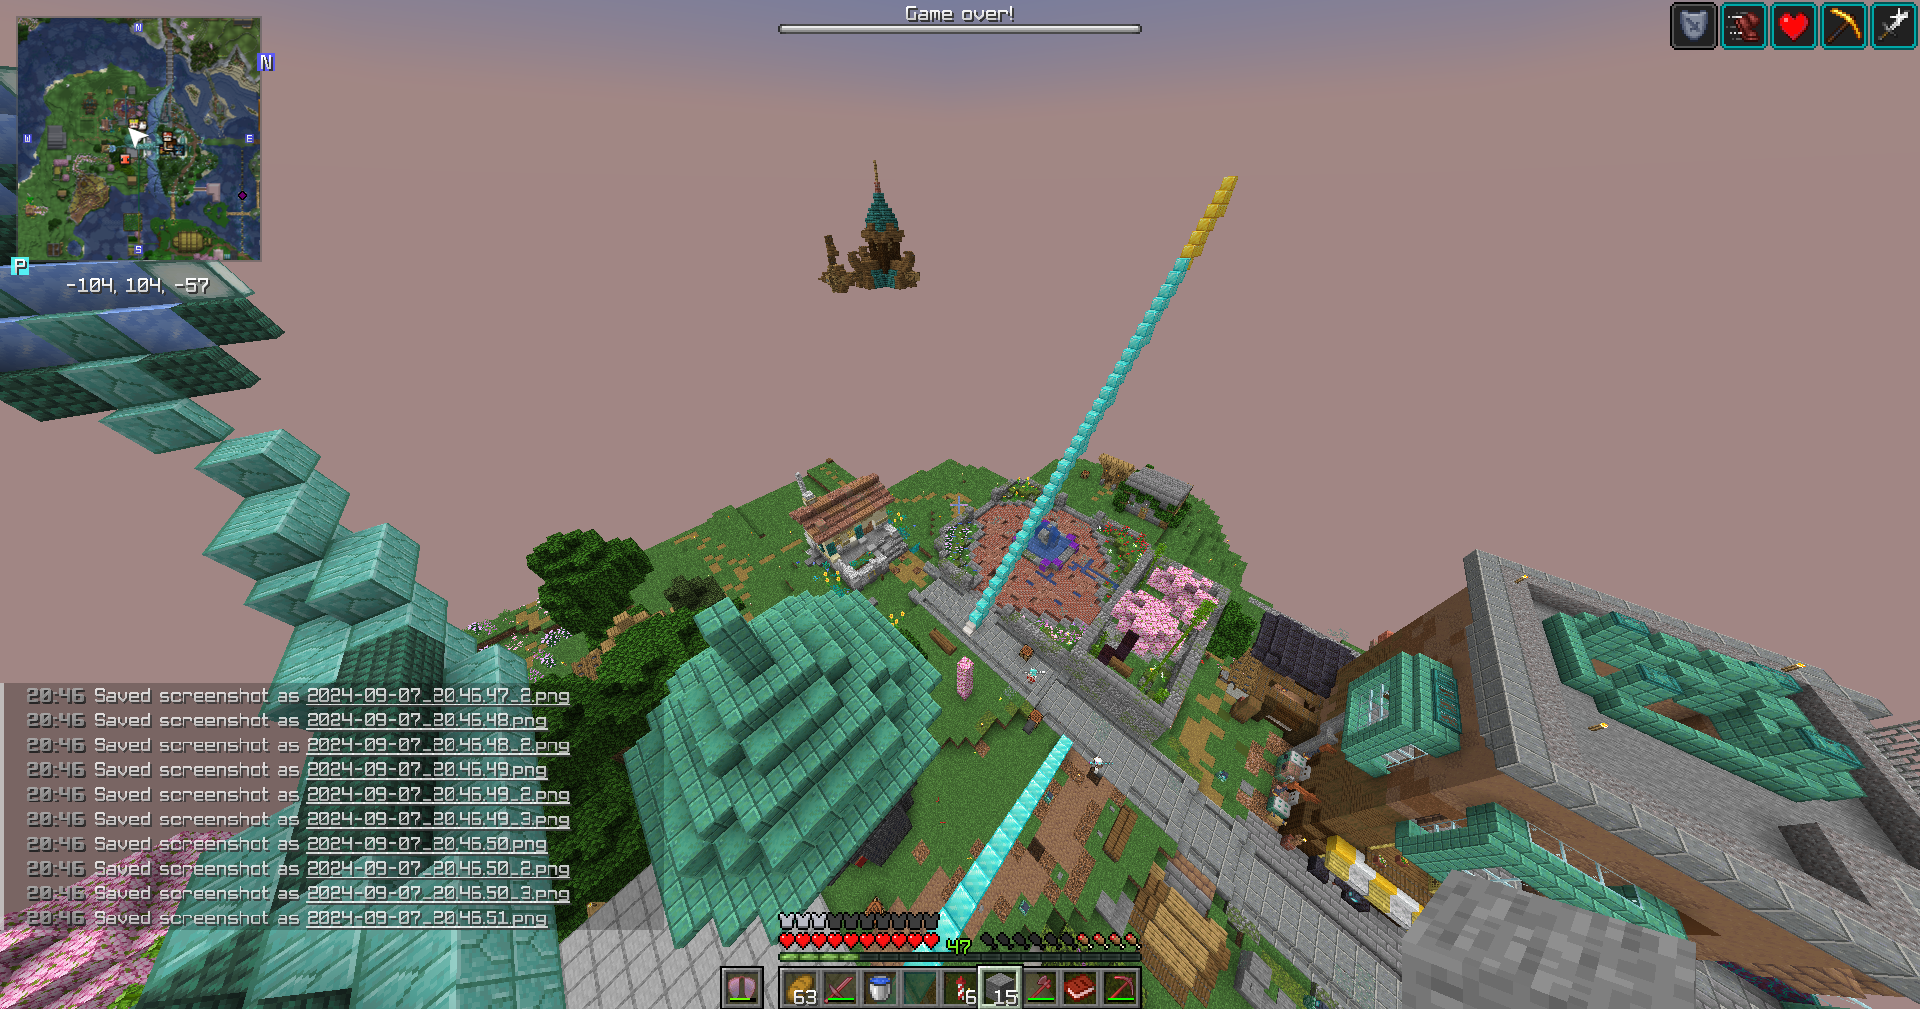 Game over!
N
N
W
E
S
P
-104, 104, -57
20:46 Saved screenshot as 2024-09-07_20.46.47_2.png
20:46 Saved screenshot as 2024-09-07_20.46.48.png
20:46 Saved screenshot as 2024-09-07_20.46.48_2.png
20:46 Saved screenshot as 2024-09-07_20.46.49.png
20:46 Saved screenshot as 2024-09-07_20.46.49_2.png
20:46 Saved screenshot as 2024-09-07_20.46.49_3.png
20:46 Saved screenshot as 2024-09-07_20.46.50.png
20:46 Saved screenshot as 2024-09-07_20.46.50_2.png
20:46 Saved screenshot as 2024-09-07_20.46.50_3.png
20:46 Saved screenshot as 2024-09-07_20.46.51.png
47
63 6 15